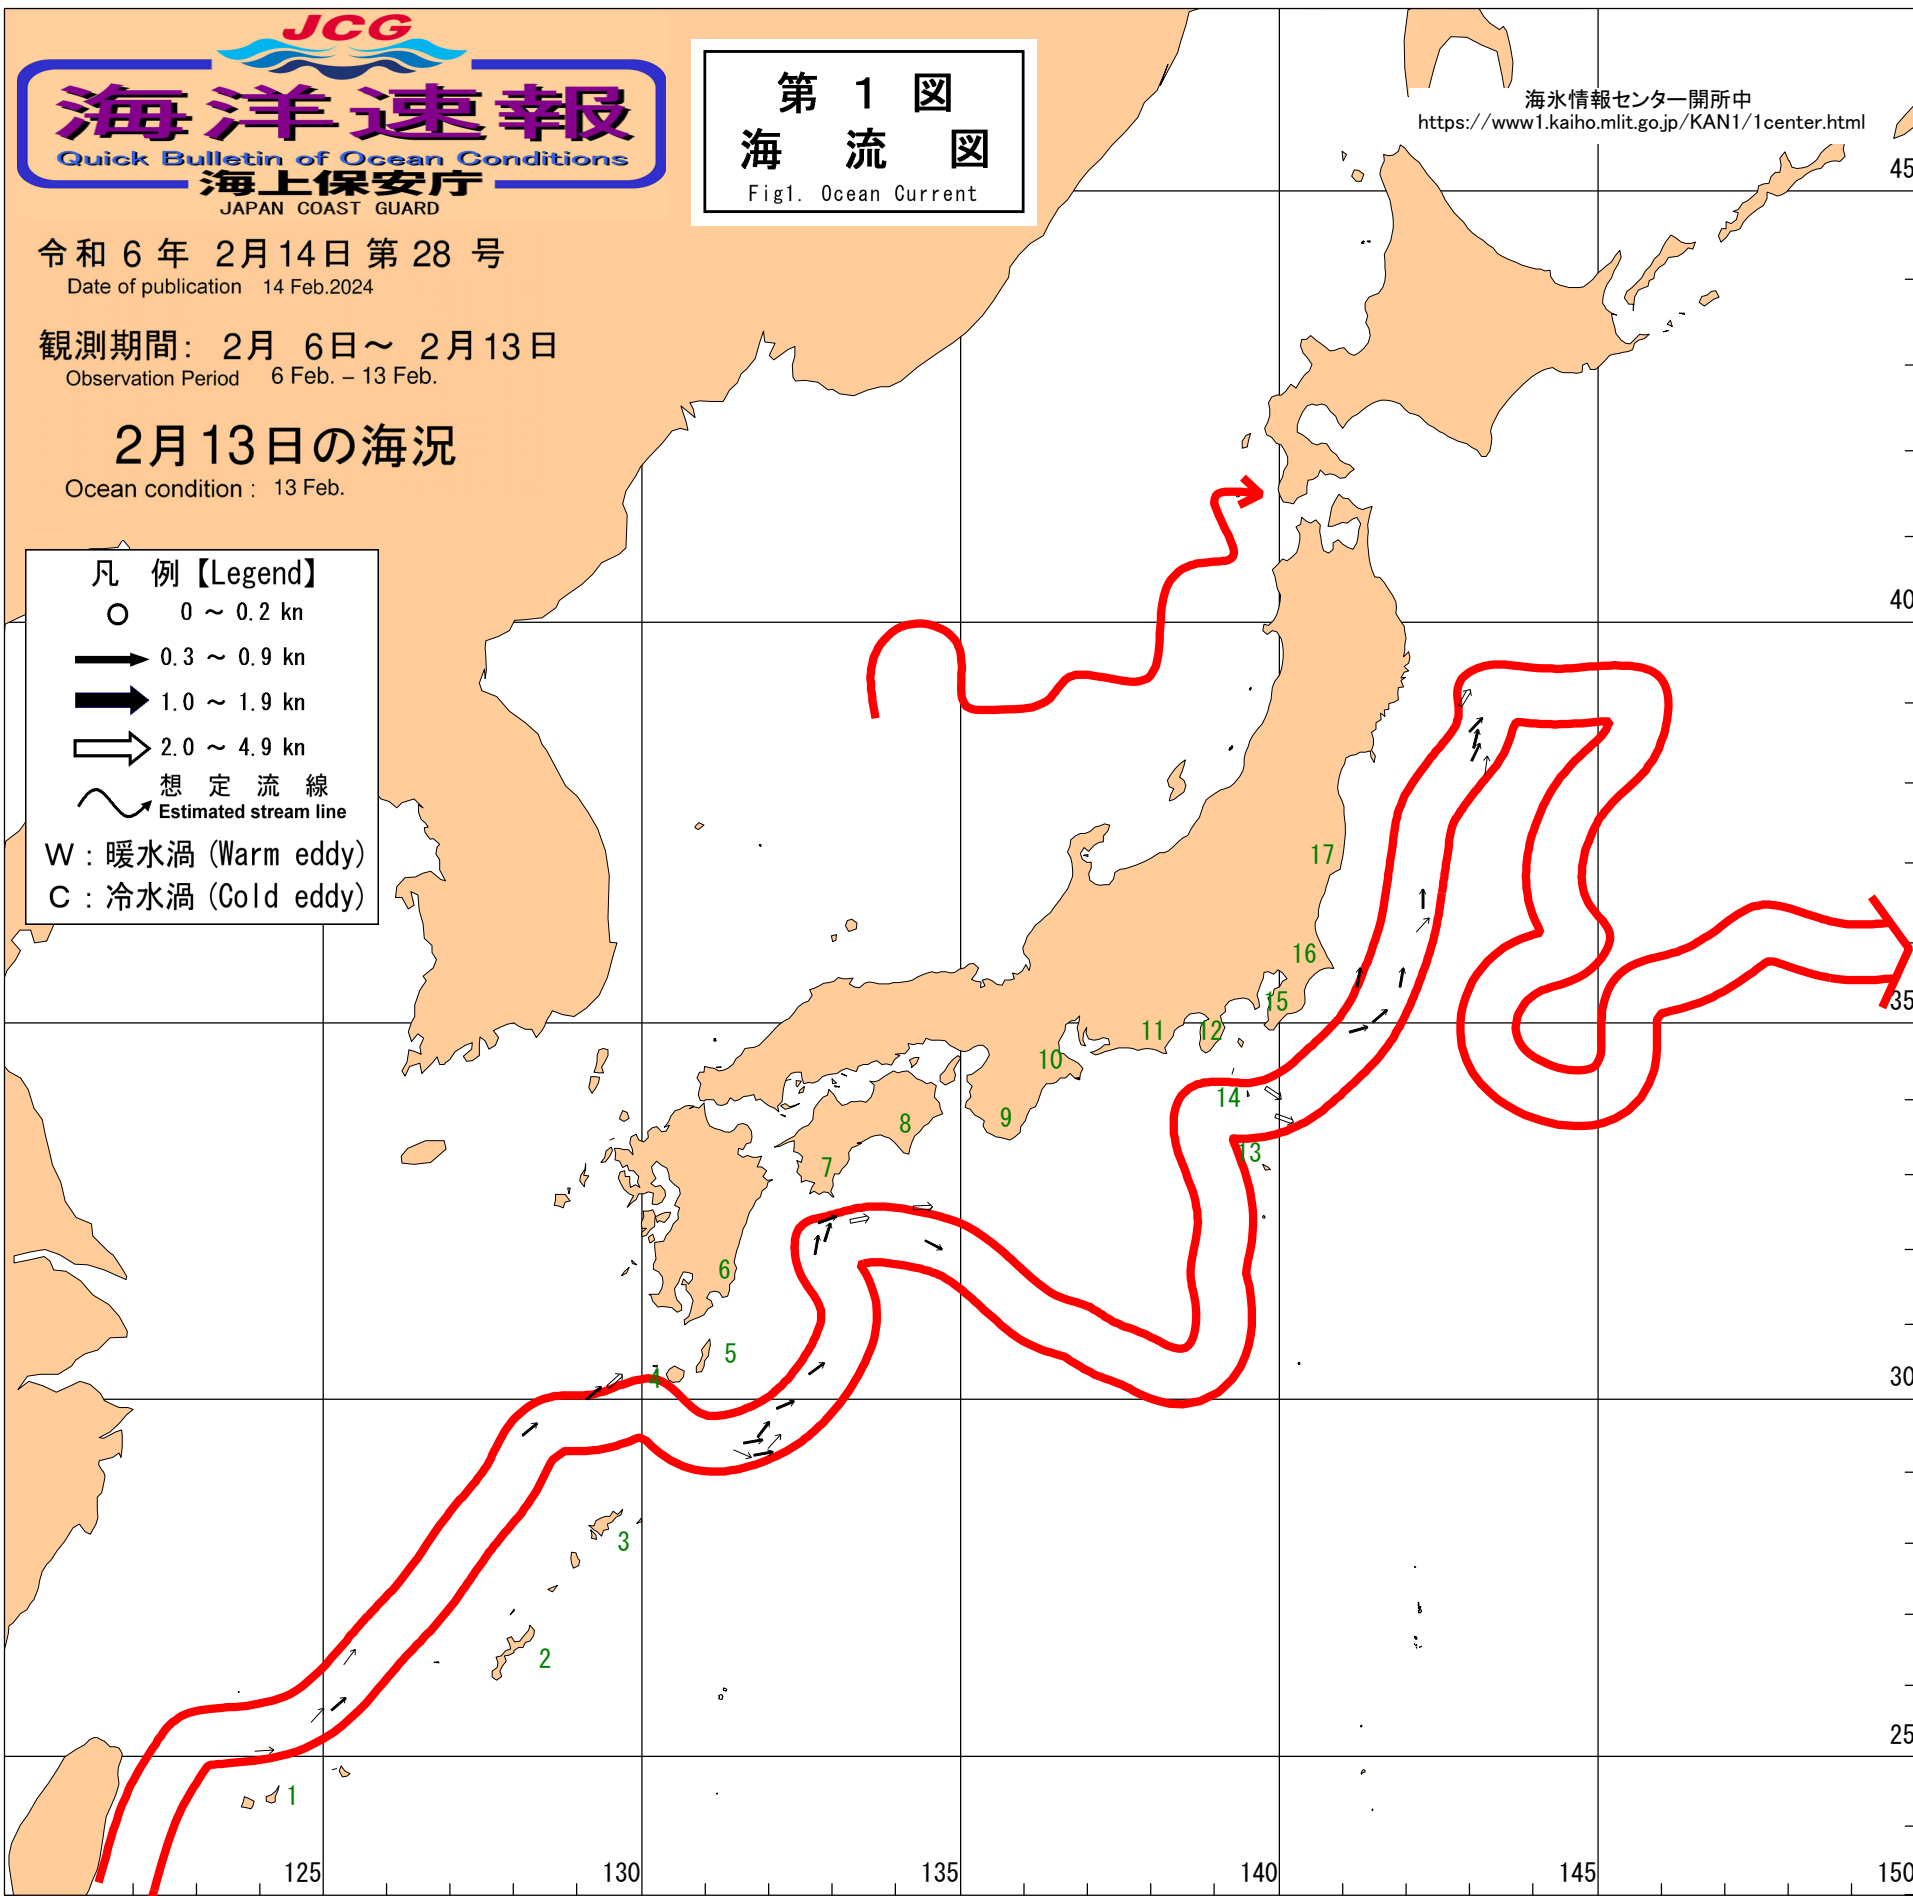 JCG
海洋速報
Quick Bulletin of Ocean Conditions
海上保安庁
JAPAN COAST GUARD
令和 6 年 2月14日 第 28 号
Date of publication 14 Feb.2024
観測期間： 2月 6日～ 2月13日
Observation Period 6 Feb. – 13 Feb.
2月13日の海況
Ocean condition : 13 Feb.
第 1 図
海 流 図
Fig1. Ocean Current
海氷情報センター開所中
https://www1.kaiho.mlit.go.jp/KAN1/1center.html
凡 例【Legend】
0 ～ 0.2 kn
0.3 ～ 0.9 kn
1.0 ～ 1.9 kn
2.0 ～ 4.9 kn
想 定 流 線
Estimated stream line
W : 暖水渦 (Warm eddy)
C : 冷水渦 (Cold eddy)
45
40
17
16
15
35
11
12
10
14
9
8
13
7
6
5
4
30
3
2
25
1
125
130
135
140
145
150